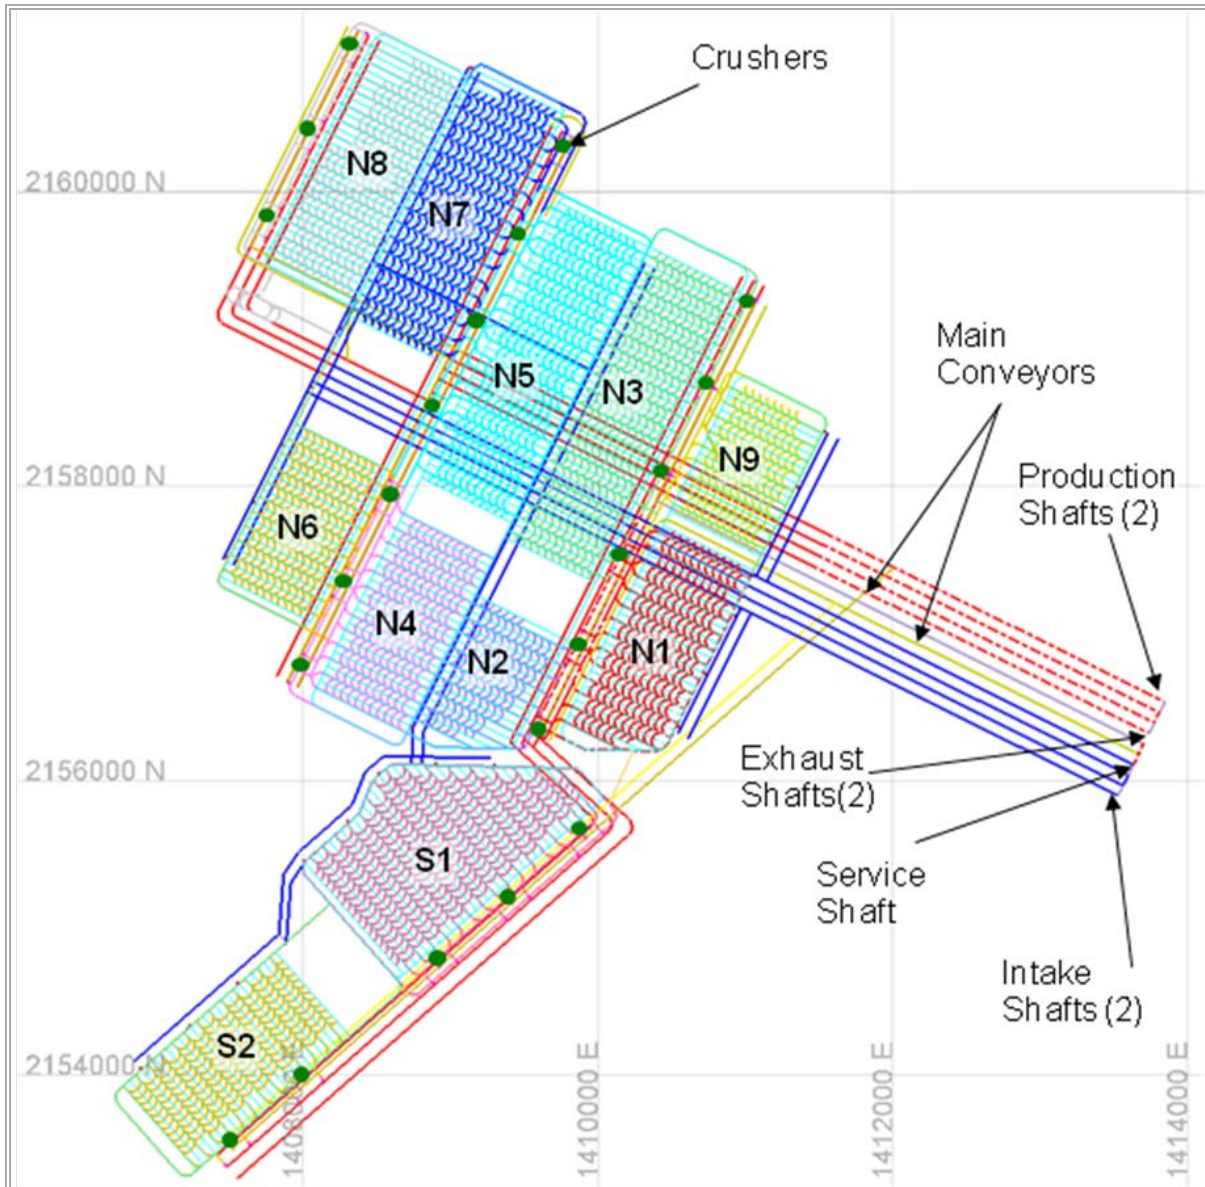 Crushers
N8
2160000 N
N7
Main
Conveyors
N5
N3
N9
2158000 N
Production
Shafts (2)
N6
N4
N1
N2
2156000 N
Exhaust
Shafts(2)
S1
Service
Shaft
Intake
Shafts (2)
S2
2154000 N
1408000 E
1410000 E
1412000 E
1414000 E